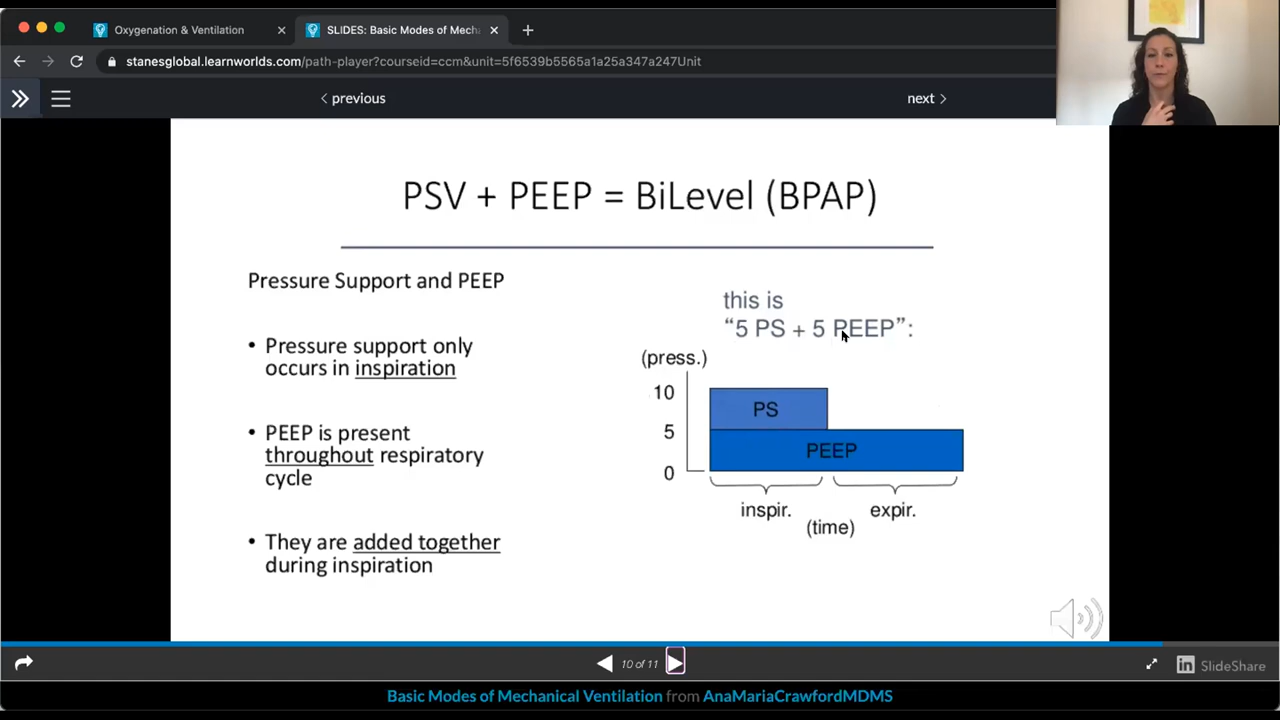 Oxygenation & Ventilation
SLIDES: Basic Modes of Mech
stanesglobal.learnworlds.com/path-player?courseid=ccm&unit=5f6539b5565a1a25a347a247Unit
previous
next
PSV + PEEP = BiLevel (BPAP)
Pressure Support and PEEP
• Pressure support only
occurs in inspiration
• PEEP is present
throughout respiratory
cycle
• They are added together
during inspiration
this is
“5 PS + 5 PEEP”:
(press.)
10
5
0
PS
PEEP
inspir.
expir.
(time)
10 of 11
in SlideShare
Basic Modes of Mechanical Ventilation from AnaMariaCrawfordMDMS